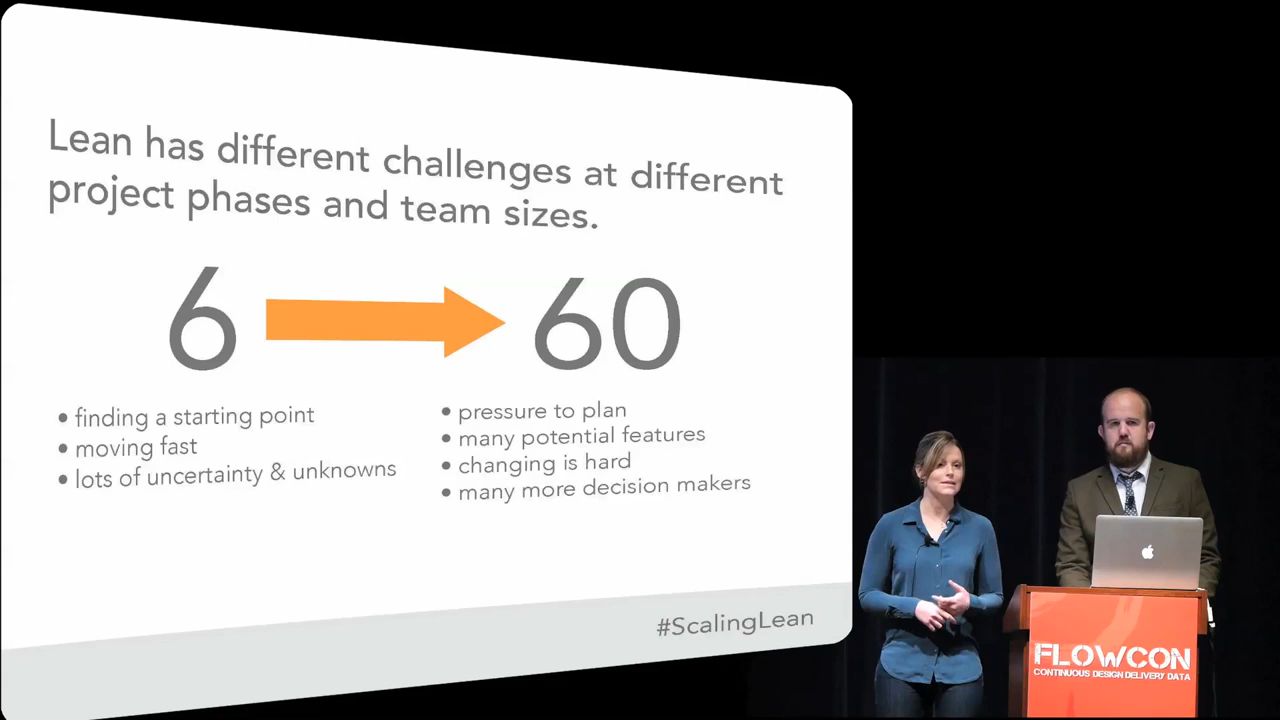 Lean has different challenges at different
project phases and team sizes.
6
60
• finding a starting point
• moving fast
• lots of uncertainty & unknowns
• pressure to plan
• many potential features
• changing is hard
• many more decision makers
#ScalingLean
FLOWCON
CONTINUOUS DESIGN DELIVERY DATA